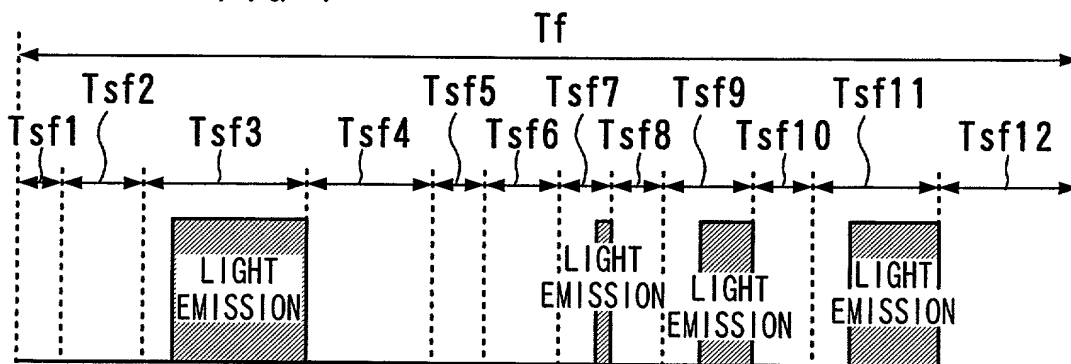 Tf
Tsf2
Tsf5
Tsf7
Tsf9
Tsf11
Tsf1
Tsf3
Tsf4
Tsf6
Tsf8
Tsf10
Tsf12
LIGHT
EMISSION
LIGHT
EMISSION
LIGHT
EMISSION
LIGHT
EMISSION